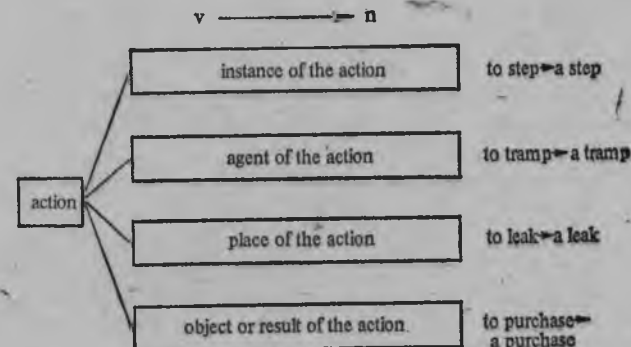 v → n
instance of the action to step►a step
agent of the action to tramp►a tramp
action
place of the action to leak►a leak
object or result of the action to purchase►
a purchase